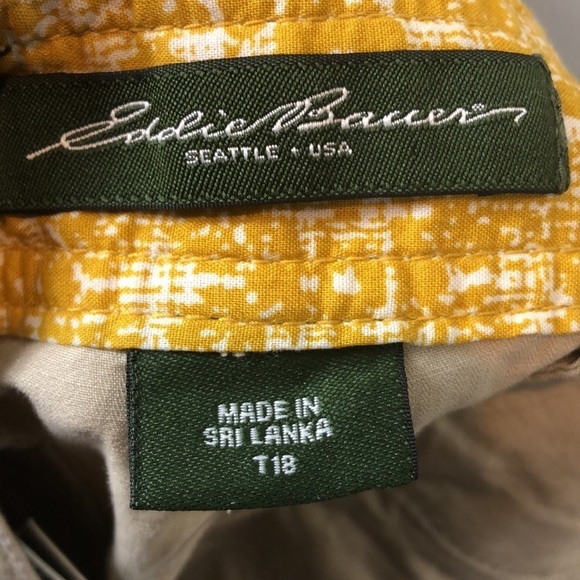 Eddie Bauer®
SEATTLE • USA
MADE IN
SRI LANKA
T18